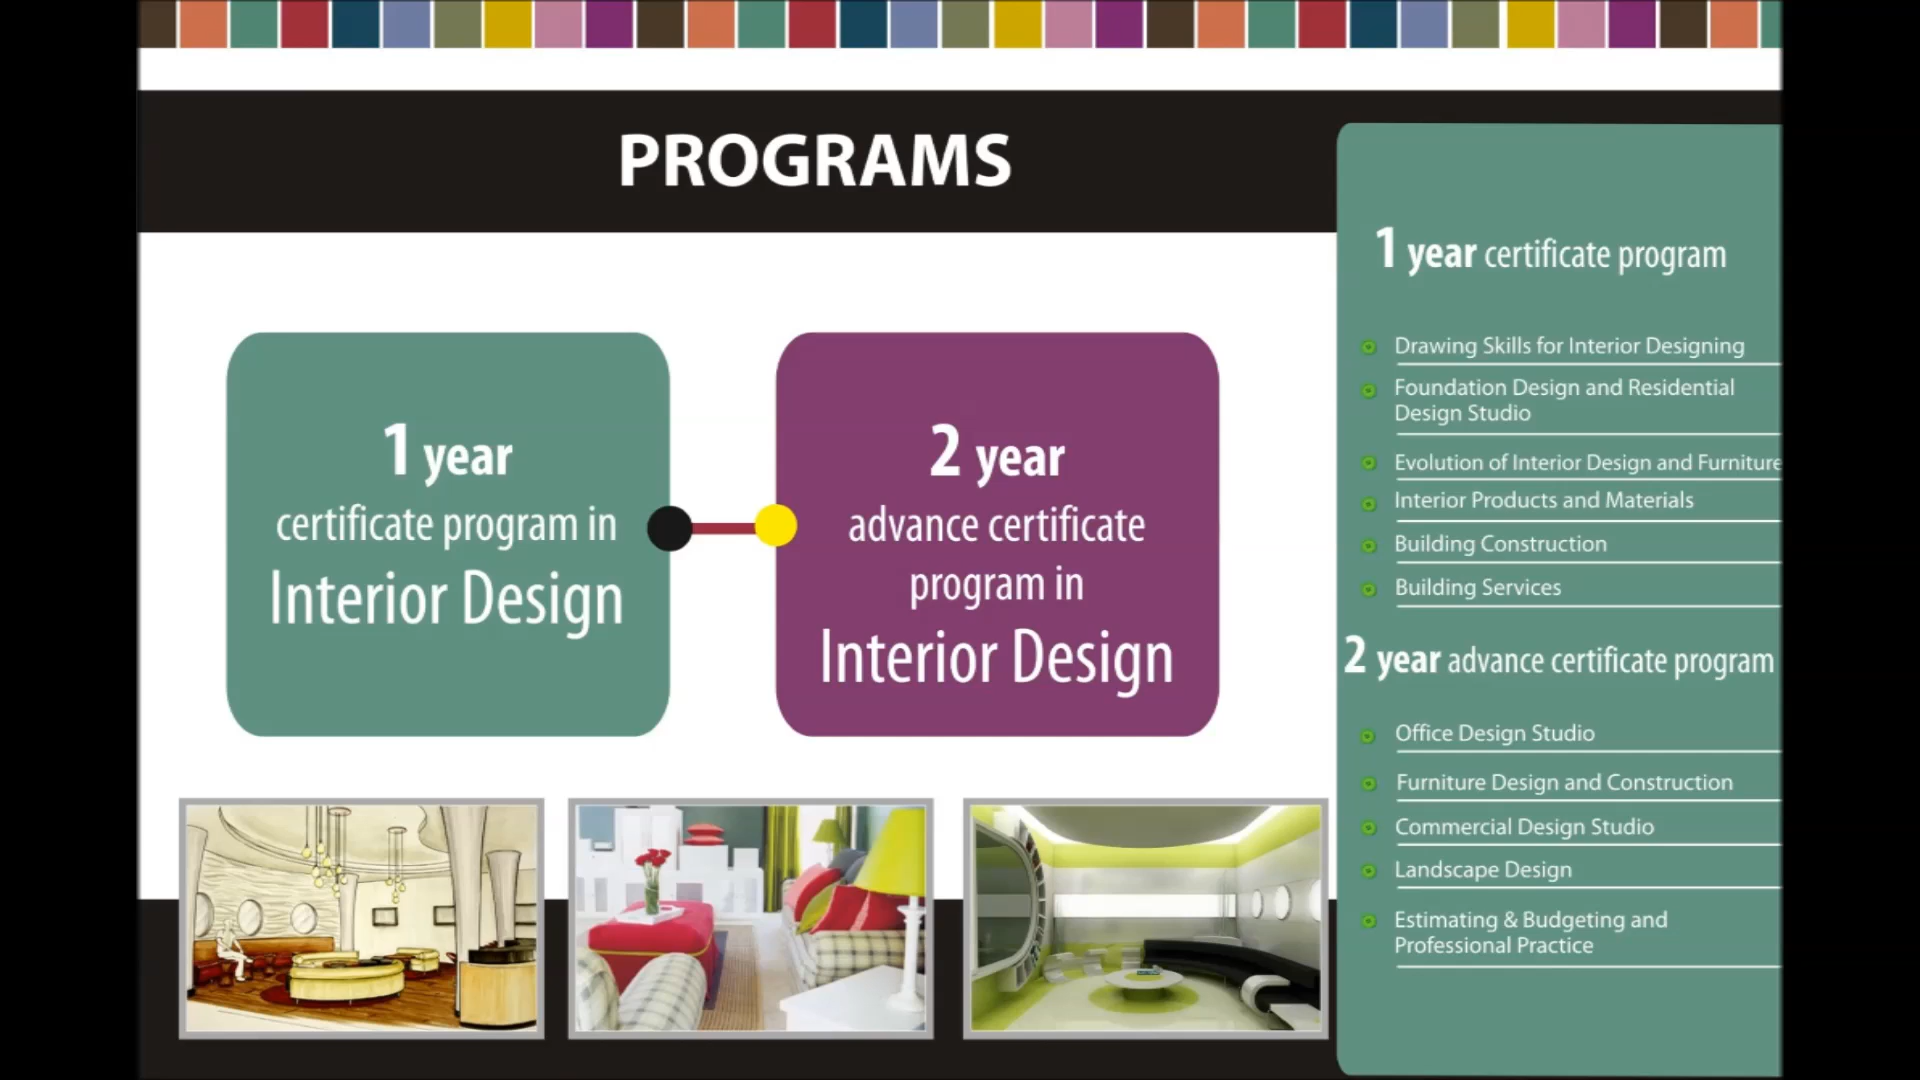 PROGRAMS
1 year
certificate program in
Interior Design
2 year
advance certificate
program in
Interior Design
1 year certificate program
Drawing Skills for Interior Designing
Foundation Design and Residential
Design Studio
Evolution of Interior Design and Furniture
Interior Products and Materials
Building Construction
Building Services
2 year advance certificate program
Office Design Studio
Furniture Design and Construction
Commercial Design Studio
Landscape Design
Estimating & Budgeting and
Professional Practice